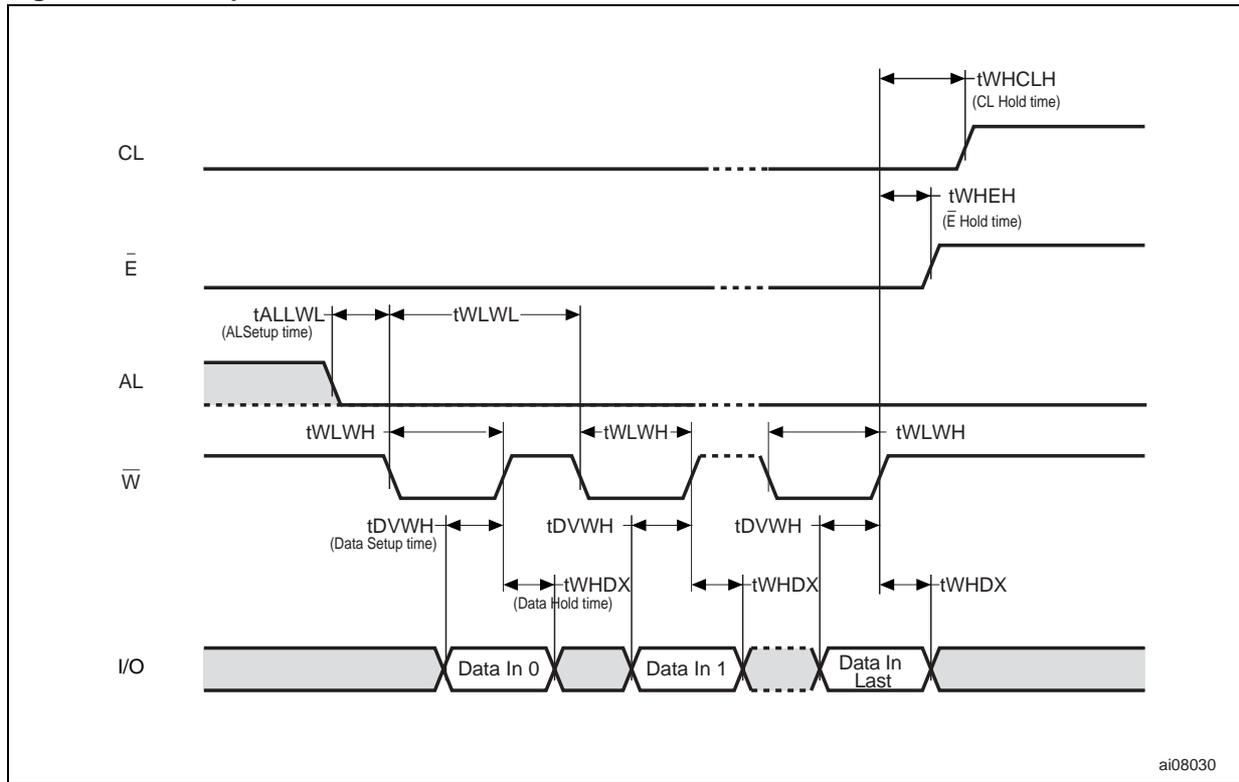 tWHCLH
(CL Hold time)
CL
tWHEH
(E̅ Hold time)
E̅
tALLWL
(ALSetup time)
tWLWL
AL
tWLWH
tWLWH
tWLWH
W̅
tDVWH
(Data Setup time)
tDVWH
tDVWH
tWHDX
(Data Hold time)
tWHDX
tWHDX
I/O
Data In 0
Data In 1
Data In
Last
ai08030